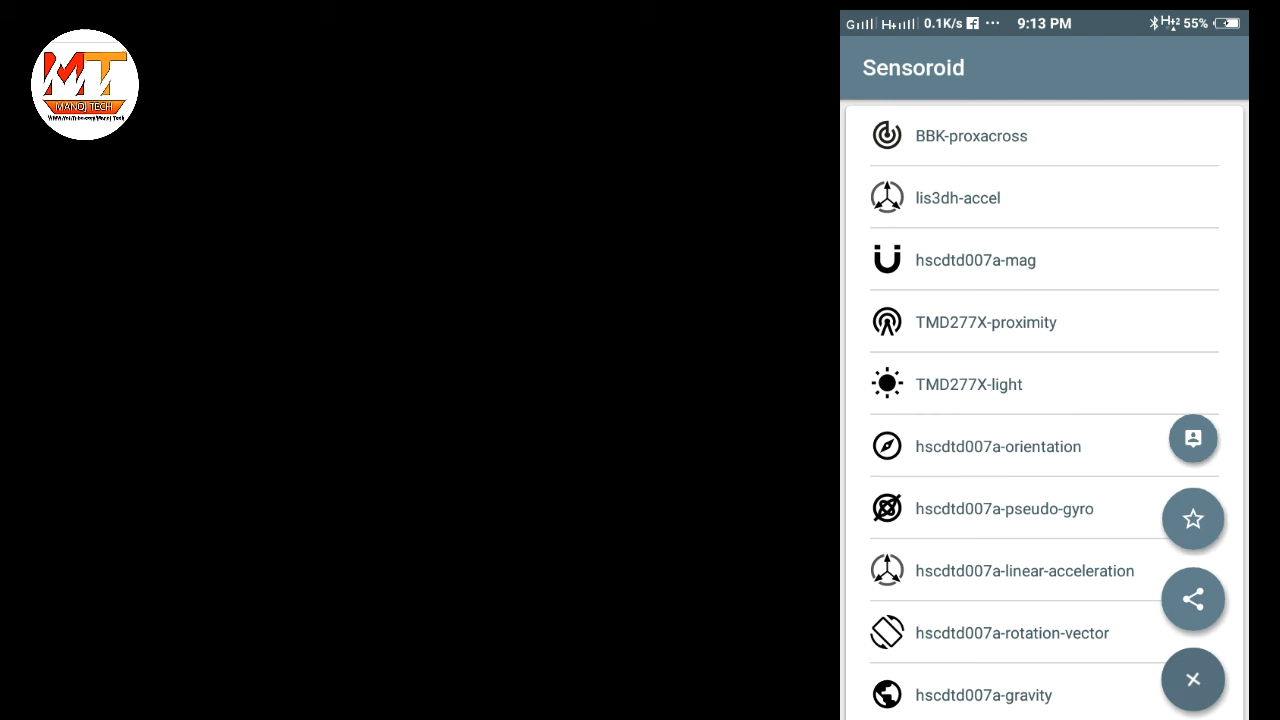 MT
MANOJ TECH
G H+ 0.1K/s 9:13 PM 55%
Sensoroid
BBK-proxacross
lis3dh-accel
hscdtd007a-mag
TMD277X-proximity
TMD277X-light
hscdtd007a-orientation
hscdtd007a-pseudo-gyro
hscdtd007a-linear-acceleration
hscdtd007a-rotation-vector
hscdtd007a-gravity